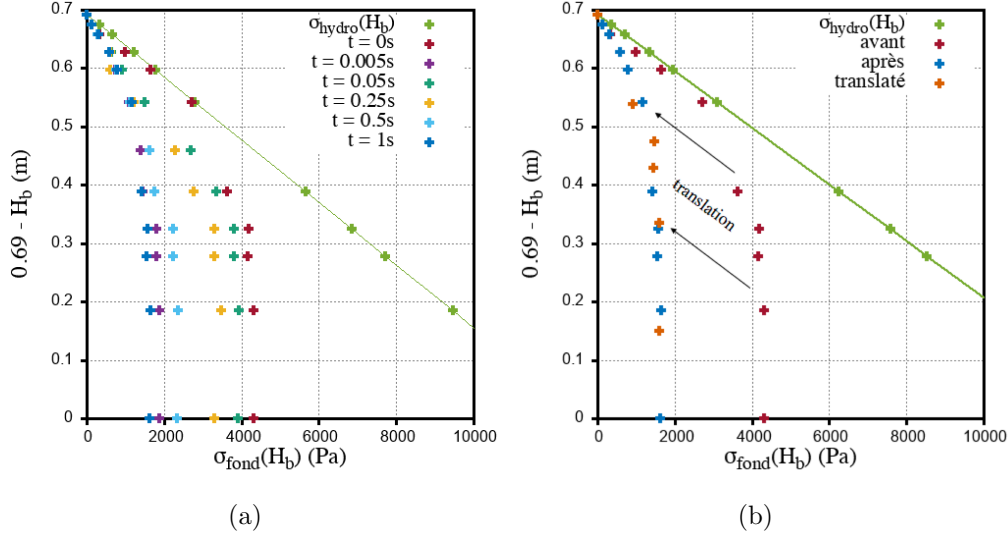 0.7
0.6
0.5
0.4
0.3
0.2
0.1
0
0.69 - H_b (m)
σ_hydro(H_b)
t = 0s
t = 0.005s
t = 0.05s
t = 0.25s
t = 0.5s
t = 1s
0 2000 4000 6000 8000 10000
σ_fond(H_b) (Pa)
(a)
0.7
0.6
0.5
0.4
0.3
0.2
0.1
0
0.69 - H_b (m)
σ_hydro(H_b)
avant
après
translaté
translation
0 2000 4000 6000 8000 10000
σ_fond(H_b) (Pa)
(b)